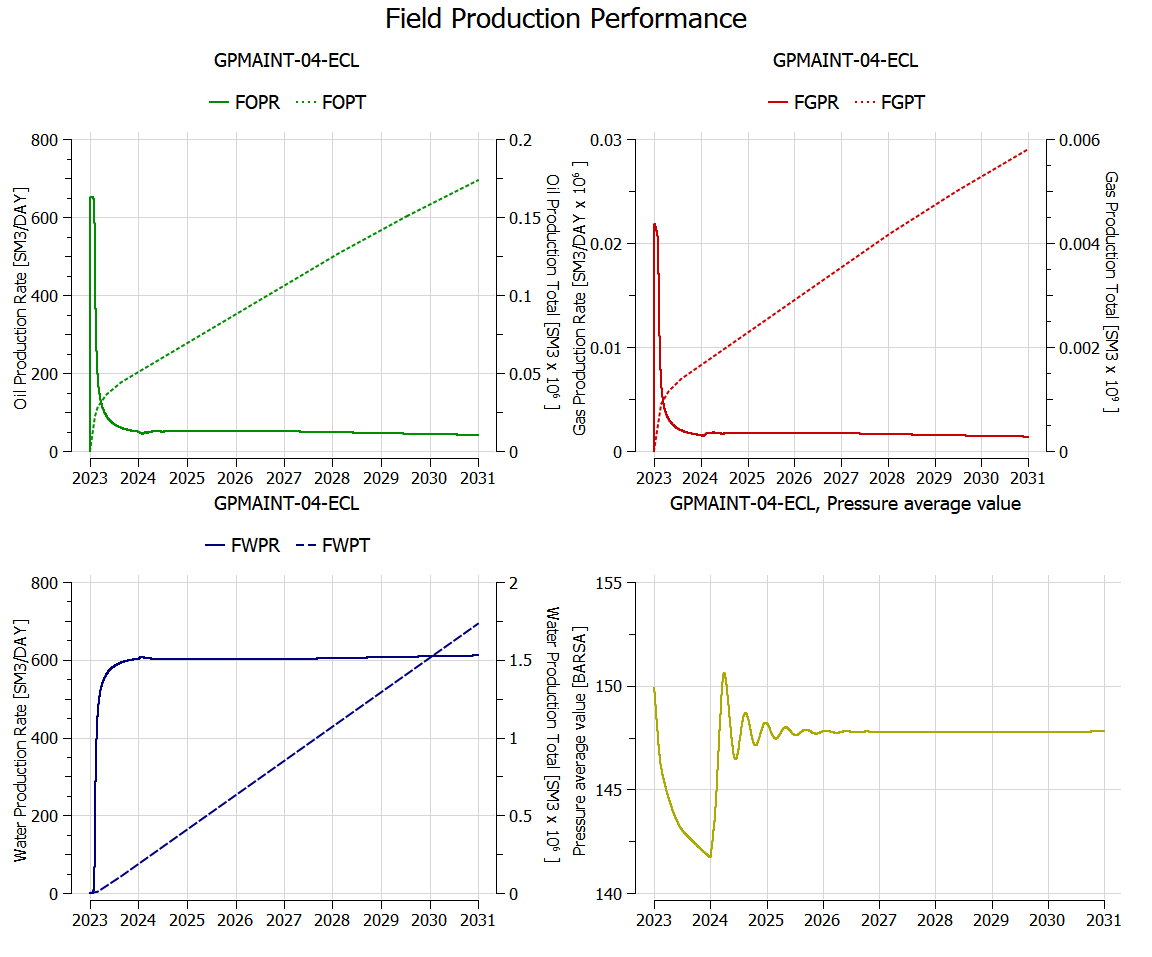 Field Production Performance
GPMAINT-04-ECL
FOPR FOPT
800
600
400
200
0
Oil Production Rate [SM3/DAY]
0.2
0.15
0.1
0.05
0
Oil Production Total [SM3 x 10⁶ ]
2023 2024 2025 2026 2027 2028 2029 2030 2031
GPMAINT-04-ECL
FGPR FGPT
0.03
0.02
0.01
0
Gas Production Rate [SM3/DAY x 10⁶ ]
0.006
0.004
0.002
0
Gas Production Total [SM3 x 10⁹ ]
2023 2024 2025 2026 2027 2028 2029 2030 2031
GPMAINT-04-ECL
FWPR FWPT
800
600
400
200
0
Water Production Rate [SM3/DAY]
2
1.5
1
0.5
0
Water Production Total [SM3 x 10⁶ ]
2023 2024 2025 2026 2027 2028 2029 2030 2031
GPMAINT-04-ECL, Pressure average value
155
150
145
140
Pressure average value [BARSA]
2023 2024 2025 2026 2027 2028 2029 2030 2031